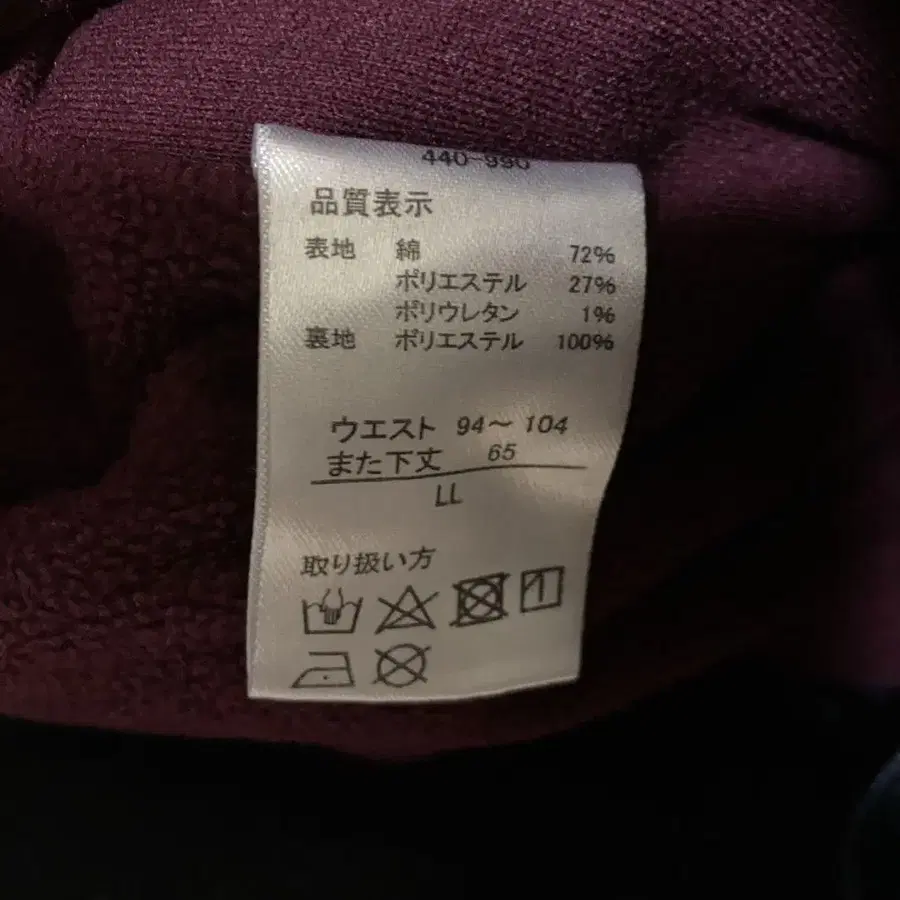 440-990
品質表示
表地 綿 72%
ポリエステル 27%
ポリウレタン 1%
裏地 ポリエステル 100%
ウエスト 94～104
また下丈 65
LL
取り扱い方